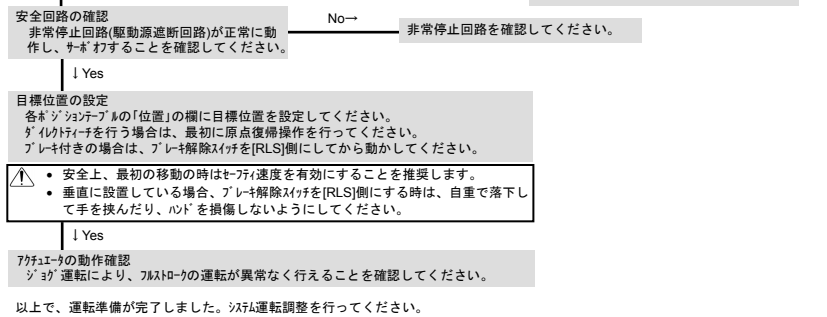 安全回路の確認
非常停止回路(駆動源遮断回路)が正常に動
作し、ｻｰﾎﾞｵﾌすることを確認してください。
No→
非常停止回路を確認してください。
↓Yes
目標位置の設定
各ﾎﾟｼﾞｼｮﾝﾃｰﾌﾞﾙの｢位置｣の欄に目標位置を設定してください。
ﾀﾞｲﾚｸﾄﾃｨｰﾁを行う場合は、最初に原点復帰操作を行ってください。
ﾌﾞﾚｰｷ付きの場合は、ﾌﾞﾚｰｷ解除ｽｲｯﾁを[RLS]側にしてから動かしてください。
• 安全上、最初の移動の時はｾｰﾌﾃｨ速度を有効にすることを推奨します。
• 垂直に設置している場合、ﾌﾞﾚｰｷ解除ｽｲｯﾁを[RLS]側にする時は、自重で落下し
て手を挟んだり、ﾊﾝﾄﾞを損傷しないようにしてください。
↓Yes
ｱｸﾁｭｴｰﾀの動作確認
ｼﾞｮｸﾞ運転により、ﾌﾙｽﾄﾛｰｸの運転が異常なく行えることを確認してください。
以上で、運転準備が完了しました。ｼｽﾃﾑ運転調整を行ってください。